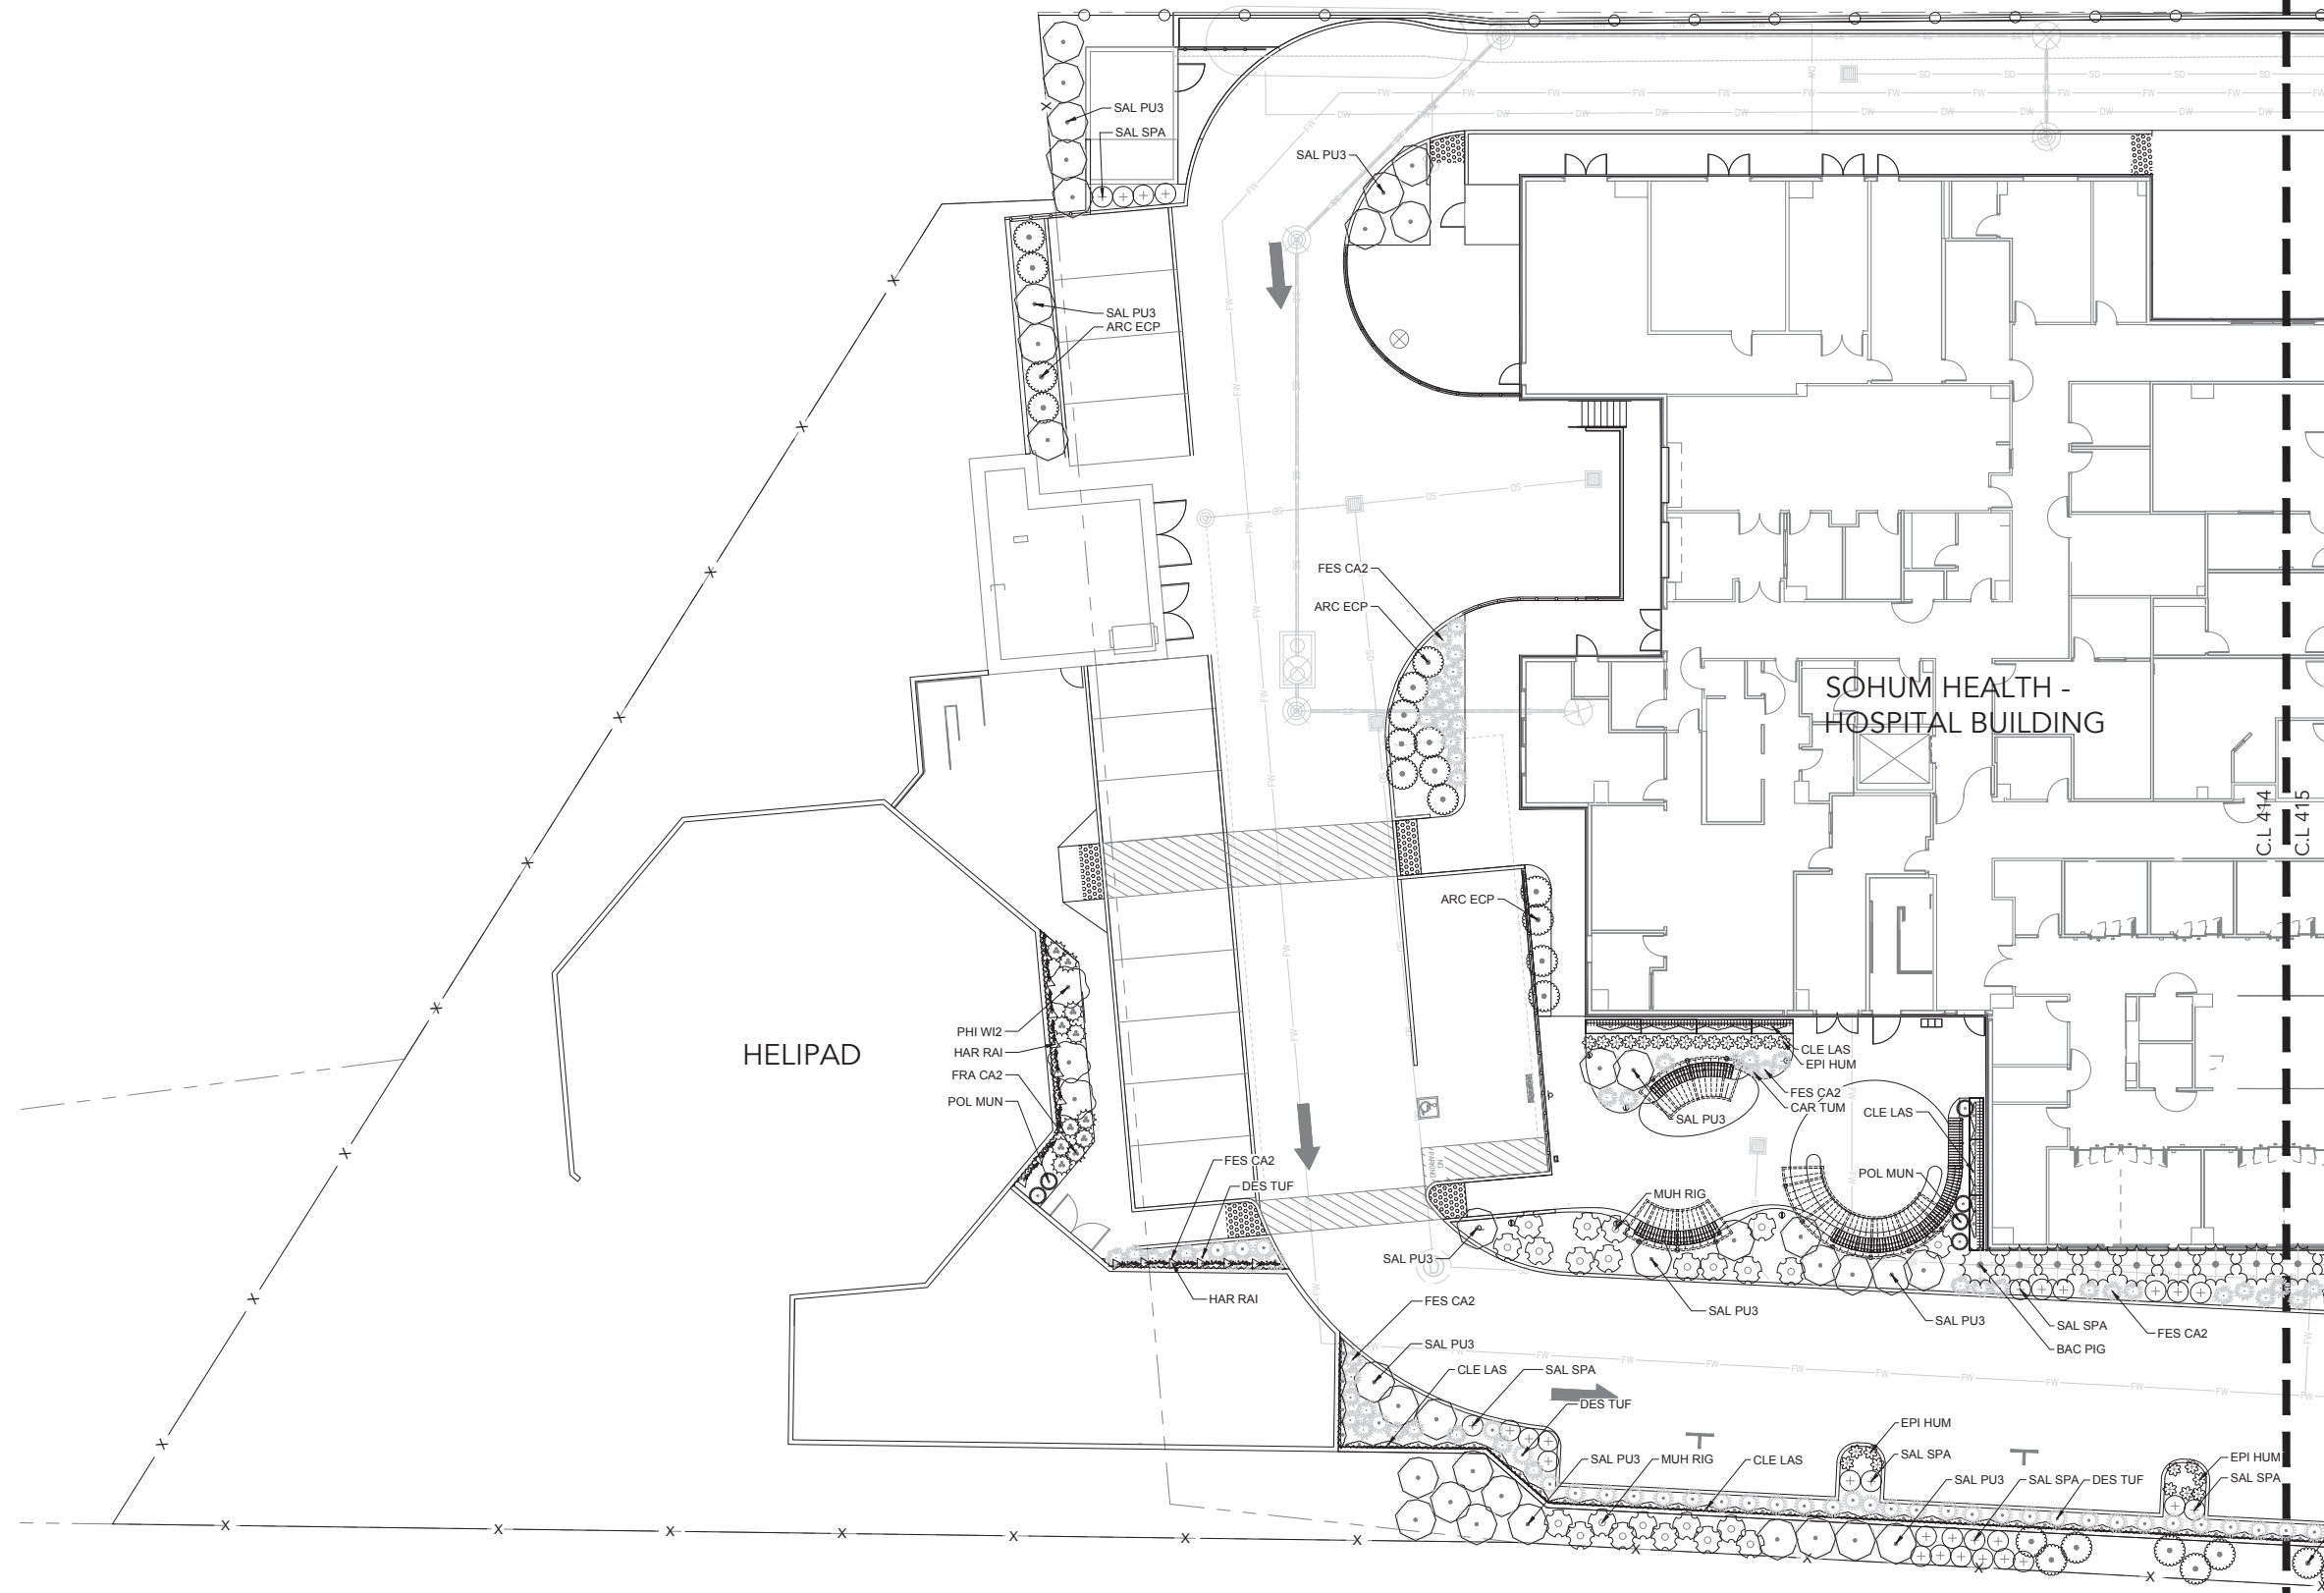 SAL PU3
SAL SPA
SAL PU3
SAL PU3
ARC ECP
FES CA2
ARC ECP
SOHUM HEALTH -
HOSPITAL BUILDING
C.L 414
C.L 415
ARC ECP
PHI WI2
HAR RAI
FRA CA2
POL MUN
HELIPAD
CLE LAS
EPI HUM
FES CA2
CAR TUM
SAL PU3
CLE LAS
POL MUN
FES CA2
DES TUF
MUH RIG
SAL PU3
HAR RAI
SAL PU3
SAL PU3
SAL SPA
BAC PIG
FES CA2
FES CA2
SAL PU3
CLE LAS
SAL SPA
DES TUF
SAL PU3
MUH RIG
CLE LAS
EPI HUM
SAL SPA
SAL PU3
SAL SPA
DES TUF
EPI HUM
SAL SPA
NO
PARKING